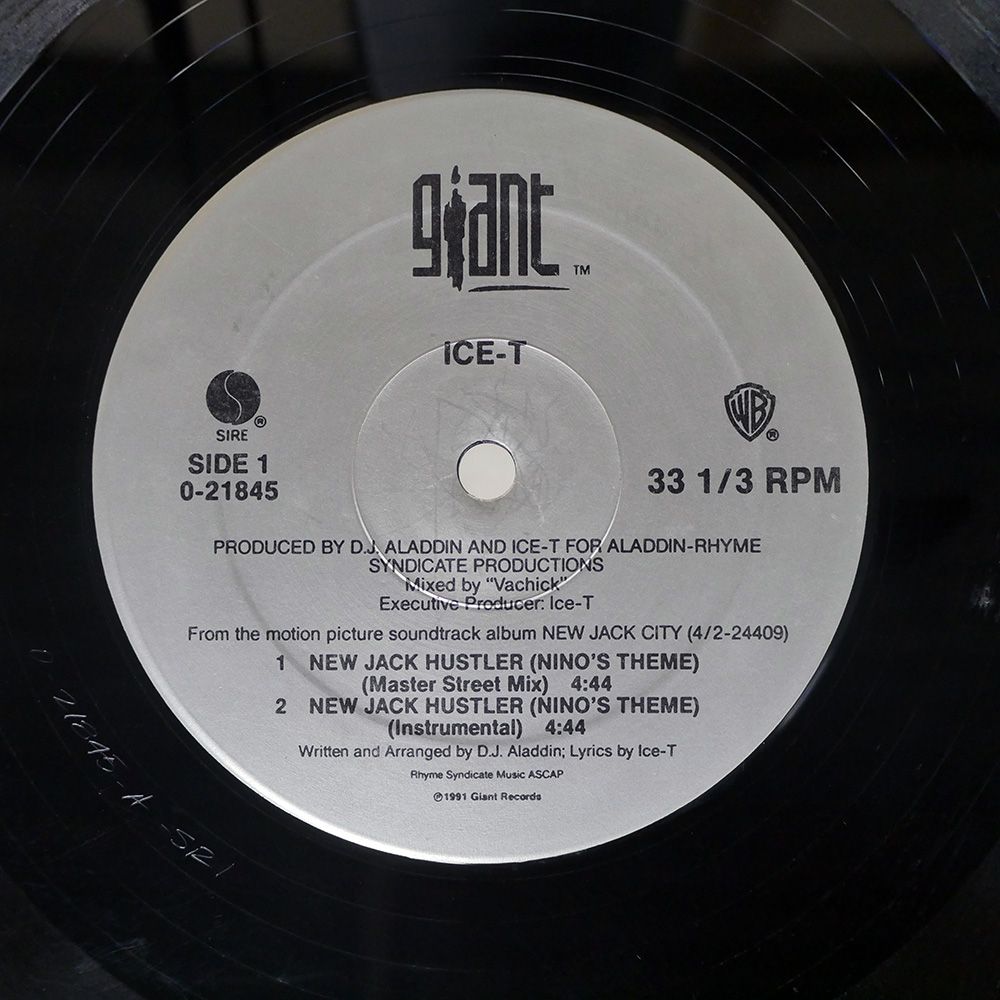 giant ™
ICE-T
SIRE ®
WB ®
SIDE 1
0-21845
33 1/3 RPM
PRODUCED BY D.J. ALADDIN AND ICE-T FOR ALADDIN-RHYME
SYNDICATE PRODUCTIONS
Mixed by "Vachick"
Executive Producer: Ice-T
From the motion picture soundtrack album NEW JACK CITY (4/2-24409)
1 NEW JACK HUSTLER (NINO'S THEME)
(Master Street Mix) 4:44
2 NEW JACK HUSTLER (NINO'S THEME)
(Instrumental) 4:44
Written and Arranged by D.J. Aladdin; Lyrics by Ice-T
Rhyme Syndicate Music ASCAP
℗1991 Giant Records
21845-A-SR1